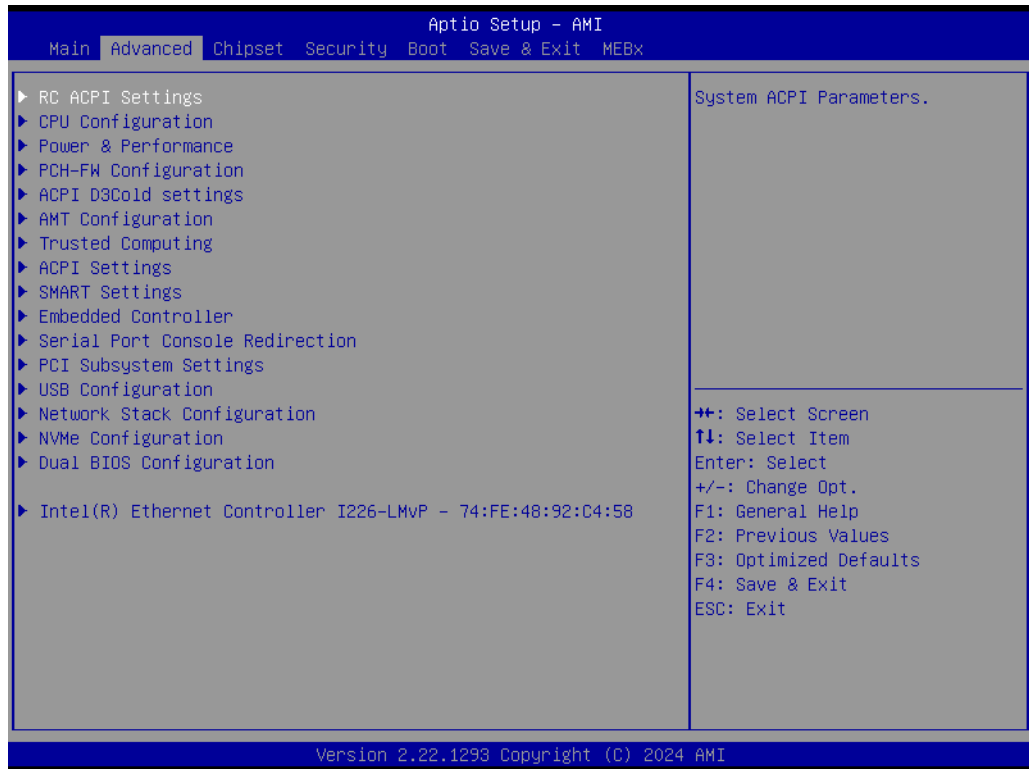 Aptio Setup – AMI
Main Advanced Chipset Security Boot Save & Exit MEBx
▶ RC ACPI Settings
▶ CPU Configuration
▶ Power & Performance
▶ PCH-FW Configuration
▶ ACPI D3Cold settings
▶ AMT Configuration
▶ Trusted Computing
▶ ACPI Settings
▶ SMART Settings
▶ Embedded Controller
▶ Serial Port Console Redirection
▶ PCI Subsystem Settings
▶ USB Configuration
▶ Network Stack Configuration
▶ NVMe Configuration
▶ Dual BIOS Configuration
▶ Intel(R) Ethernet Controller I226-LMvP – 74:FE:48:92:C4:58
System ACPI Parameters.
→←: Select Screen
↑↓: Select Item
Enter: Select
+/-: Change Opt.
F1: General Help
F2: Previous Values
F3: Optimized Defaults
F4: Save & Exit
ESC: Exit
Version 2.22.1293 Copyright (C) 2024 AMI